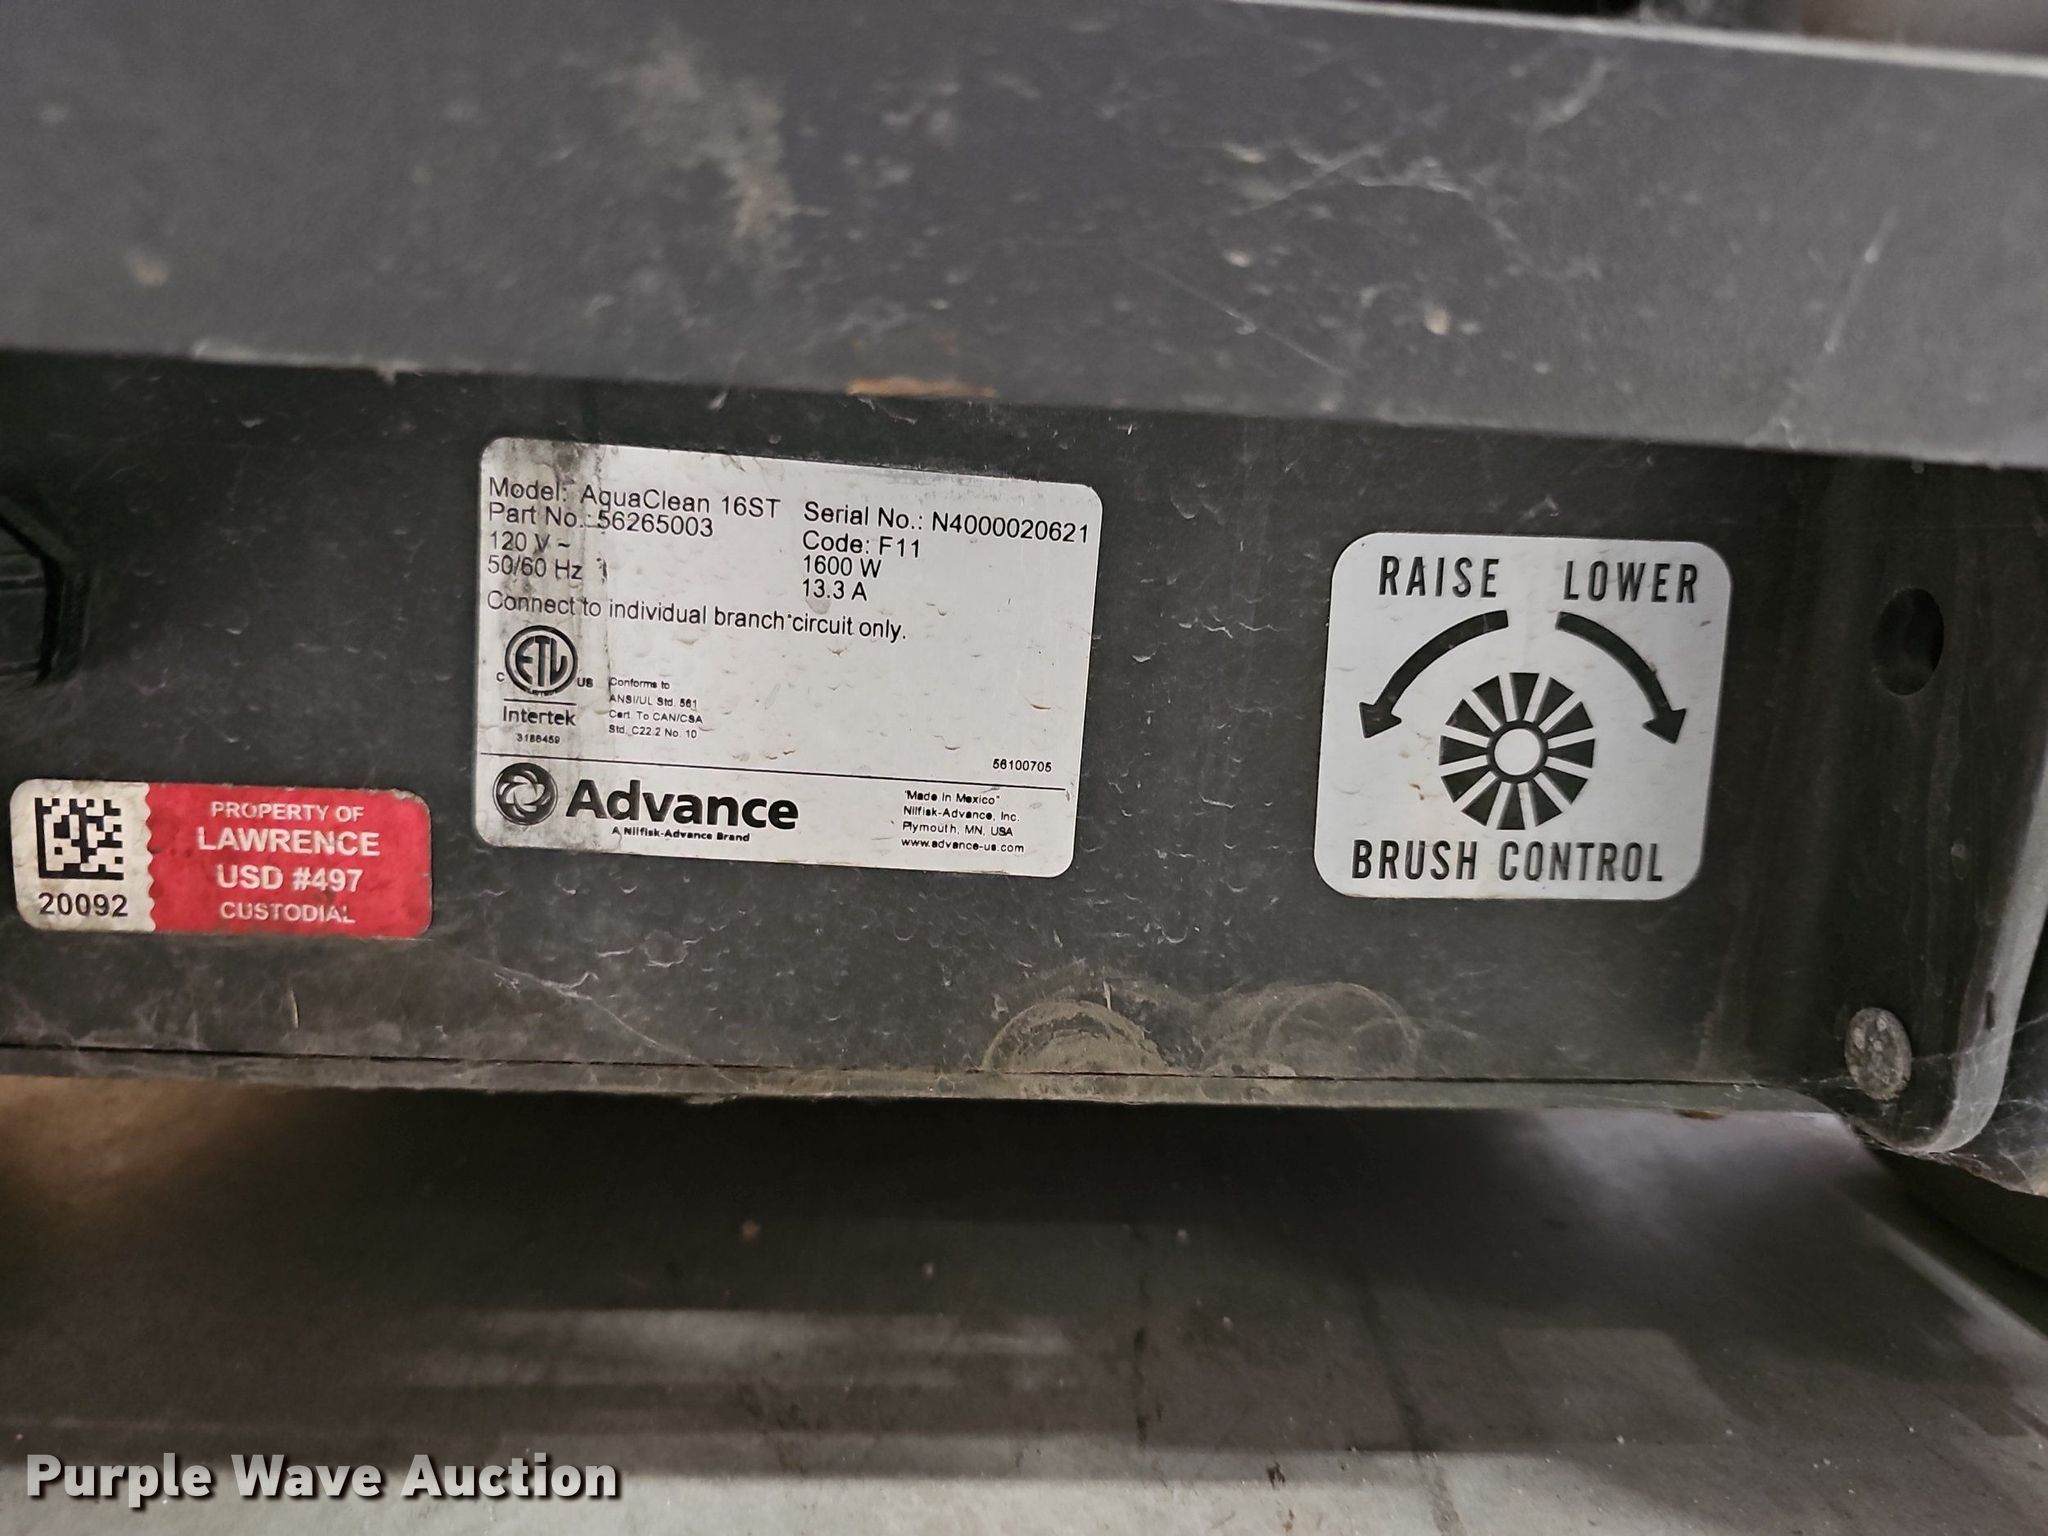 Model: AquaClean 16ST
Part No.: 56265003
120 V ~
50/60 Hz
Serial No.: N4000020621
Code: F11
1600 W
13.3 A
Connect to individual branch circuit only.
ETL
C US
Intertek
3188459
Conforms to
ANSI/UL Std. 561
Cert. To CAN/CSA
Std. C22.2 No. 10
56100705
Advance
A Nilfisk-Advance Brand
"Made in Mexico"
Nilfisk-Advance, Inc.
Plymouth, MN, USA
www.advance-us.com
RAISE LOWER
BRUSH CONTROL
20092
PROPERTY OF
LAWRENCE
USD #497
CUSTODIAL
Purple Wave Auction